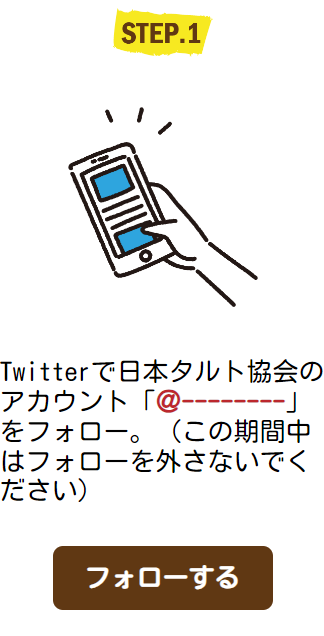 STEP.1
Twitterで日本タルト協会の
アカウント「@---------」
をフォロー。（この期間中
はフォローを外さないでく
ださい）
フォローする